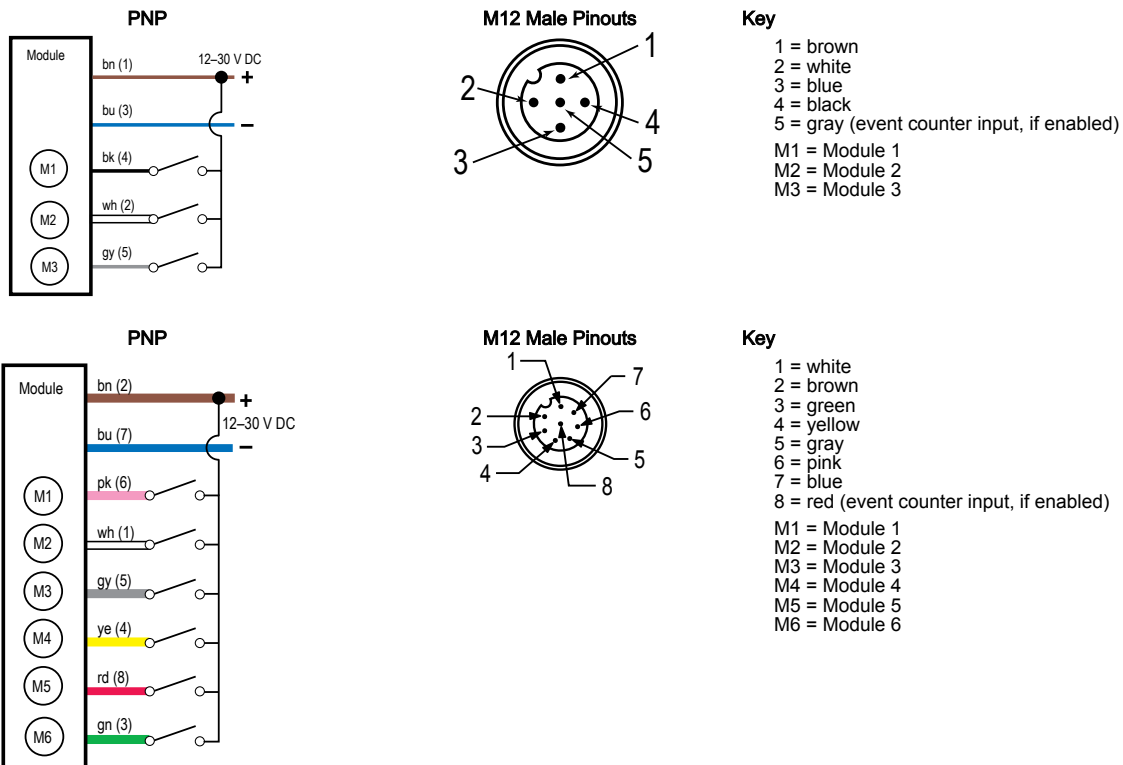 PNP
Module
bn (1)
12–30 V DC
+
bu (3)
–
M1
bk (4)
M2
wh (2)
M3
gy (5)
M12 Male Pinouts
1
2
4
3
5
Key
1 = brown
2 = white
3 = blue
4 = black
5 = gray (event counter input, if enabled)
M1 = Module 1
M2 = Module 2
M3 = Module 3
PNP
Module
bn (2)
+
12–30 V DC
bu (7)
–
M1
pk (6)
M2
wh (1)
M3
gy (5)
M4
ye (4)
M5
rd (8)
M6
gn (3)
M12 Male Pinouts
1
7
2
6
3
5
4
8
Key
1 = white
2 = brown
3 = green
4 = yellow
5 = gray
6 = pink
7 = blue
8 = red (event counter input, if enabled)
M1 = Module 1
M2 = Module 2
M3 = Module 3
M4 = Module 4
M5 = Module 5
M6 = Module 6